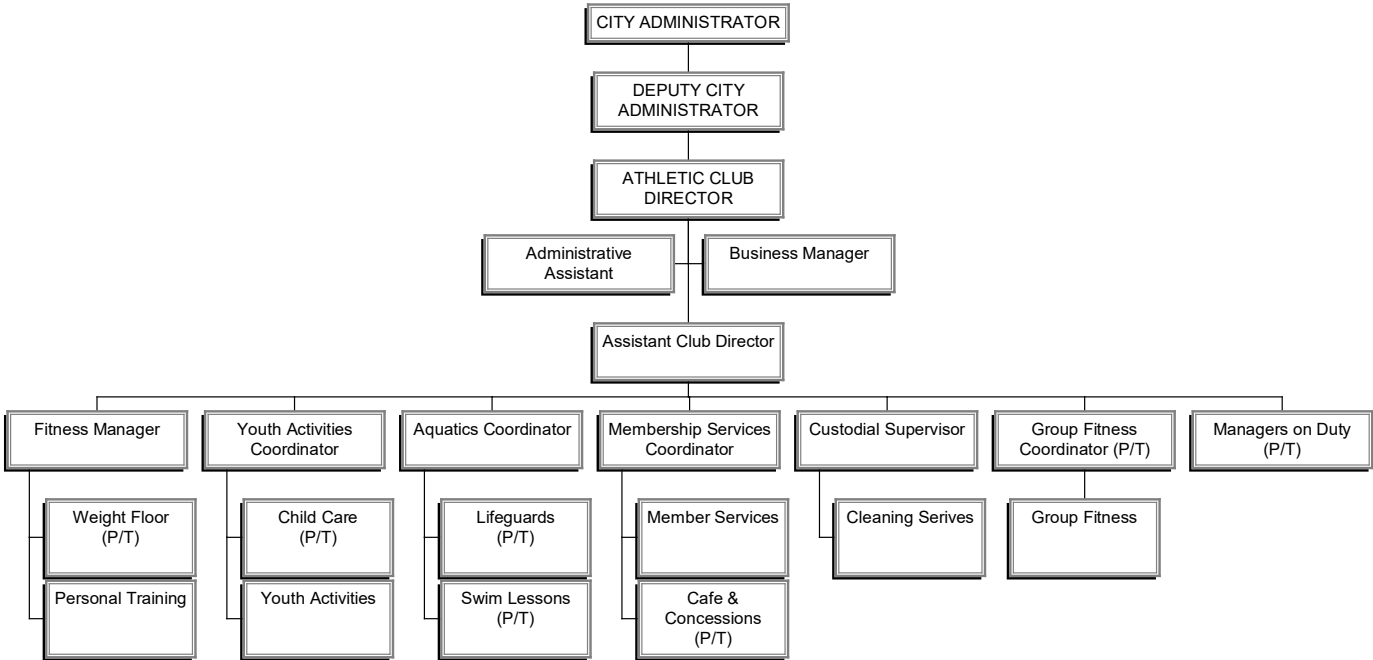 CITY ADMINISTRATOR
DEPUTY CITY
ADMINISTRATOR
ATHLETIC CLUB
DIRECTOR
Administrative
Assistant
Business Manager
Assistant Club Director
Fitness Manager
Youth Activities
Coordinator
Aquatics Coordinator
Membership Services
Coordinator
Custodial Supervisor
Group Fitness
Coordinator (P/T)
Managers on Duty
(P/T)
Weight Floor
(P/T)
Child Care
(P/T)
Lifeguards
(P/T)
Member Services
Cleaning Serives
Group Fitness
Personal Training
Youth Activities
Swim Lessons
(P/T)
Cafe &
Concessions
(P/T)